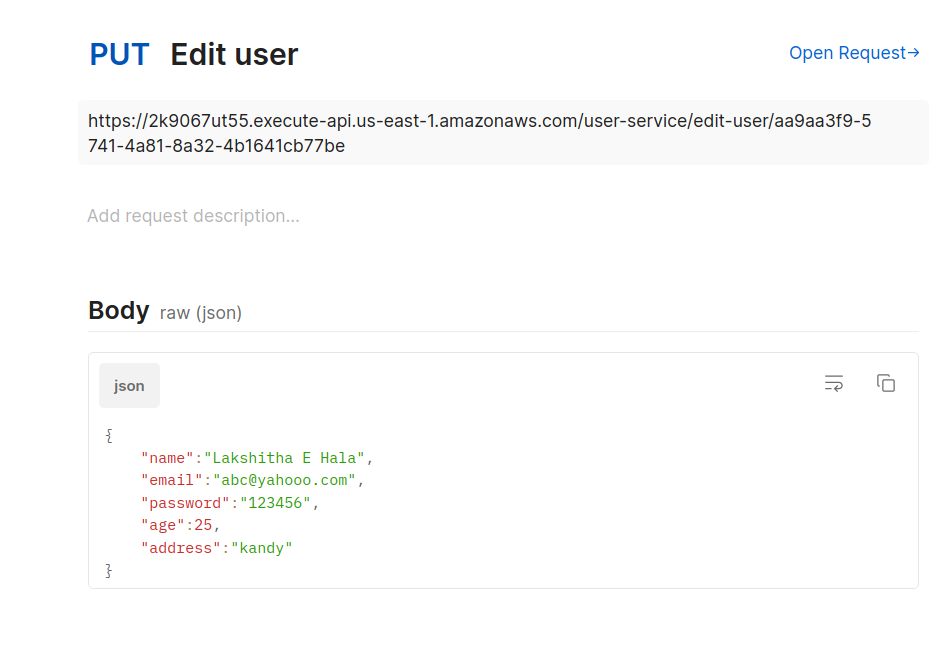 PUT Edit user
Open Request→
https://2k9067ut55.execute-api.us-east-1.amazonaws.com/user-service/edit-user/aa9aa3f9-5
741-4a81-8a32-4b1641cb77be
Add request description…
Body raw (json)
json
{
    "name":"Lakshitha E Hala",
    "email":"abc@yahooo.com",
    "password":"123456",
    "age":25,
    "address":"kandy"
}